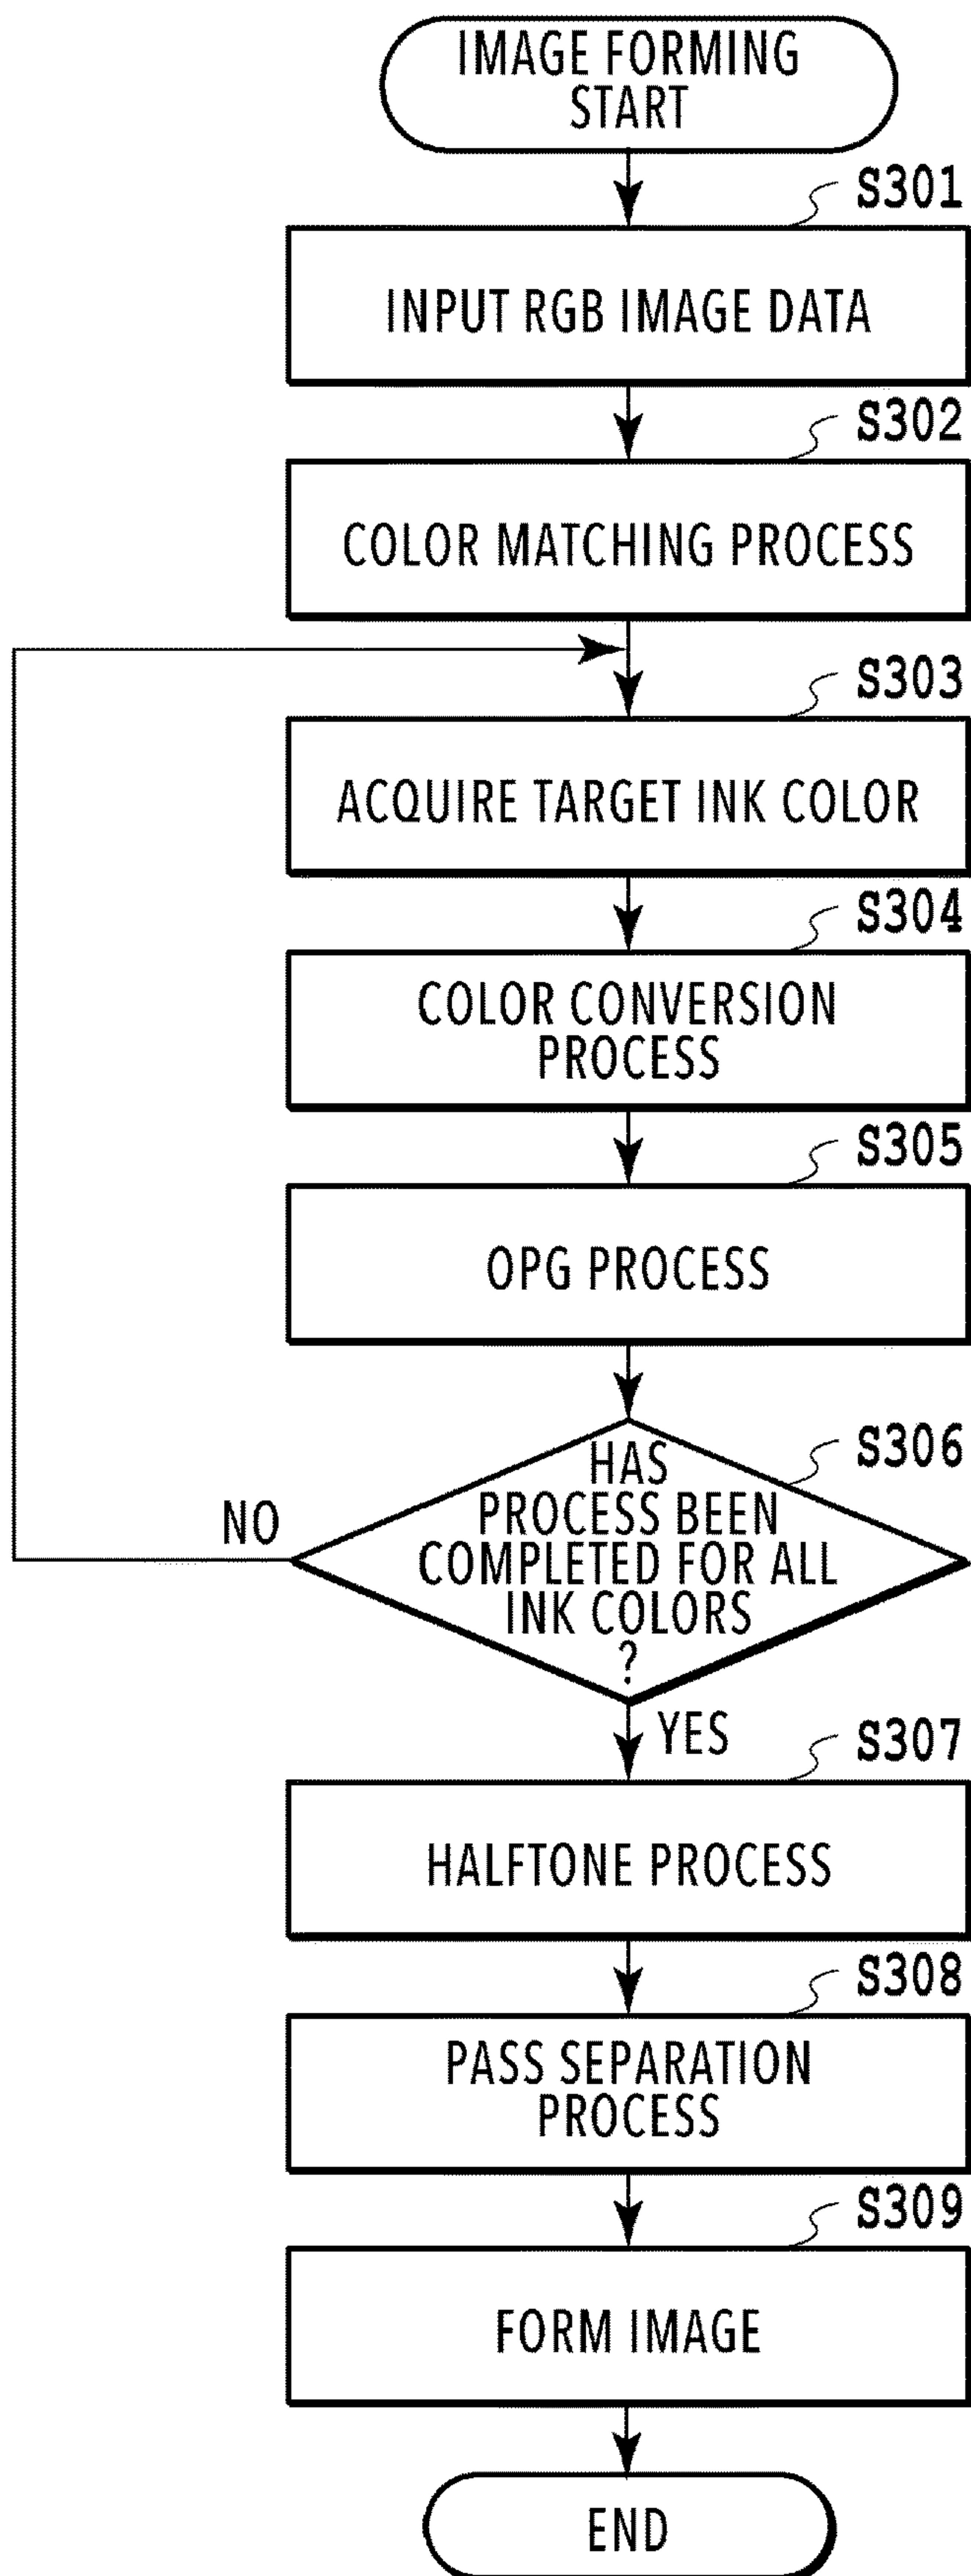 IMAGE FORMING
START
S301
INPUT RGB IMAGE DATA
S302
COLOR MATCHING PROCESS
S303
ACQUIRE TARGET INK COLOR
S304
COLOR CONVERSION
PROCESS
S305
OPG PROCESS
S306
HAS
PROCESS BEEN
COMPLETED FOR ALL
INK COLORS
?
NO
YES
S307
HALFTONE PROCESS
S308
PASS SEPARATION
PROCESS
S309
FORM IMAGE
END